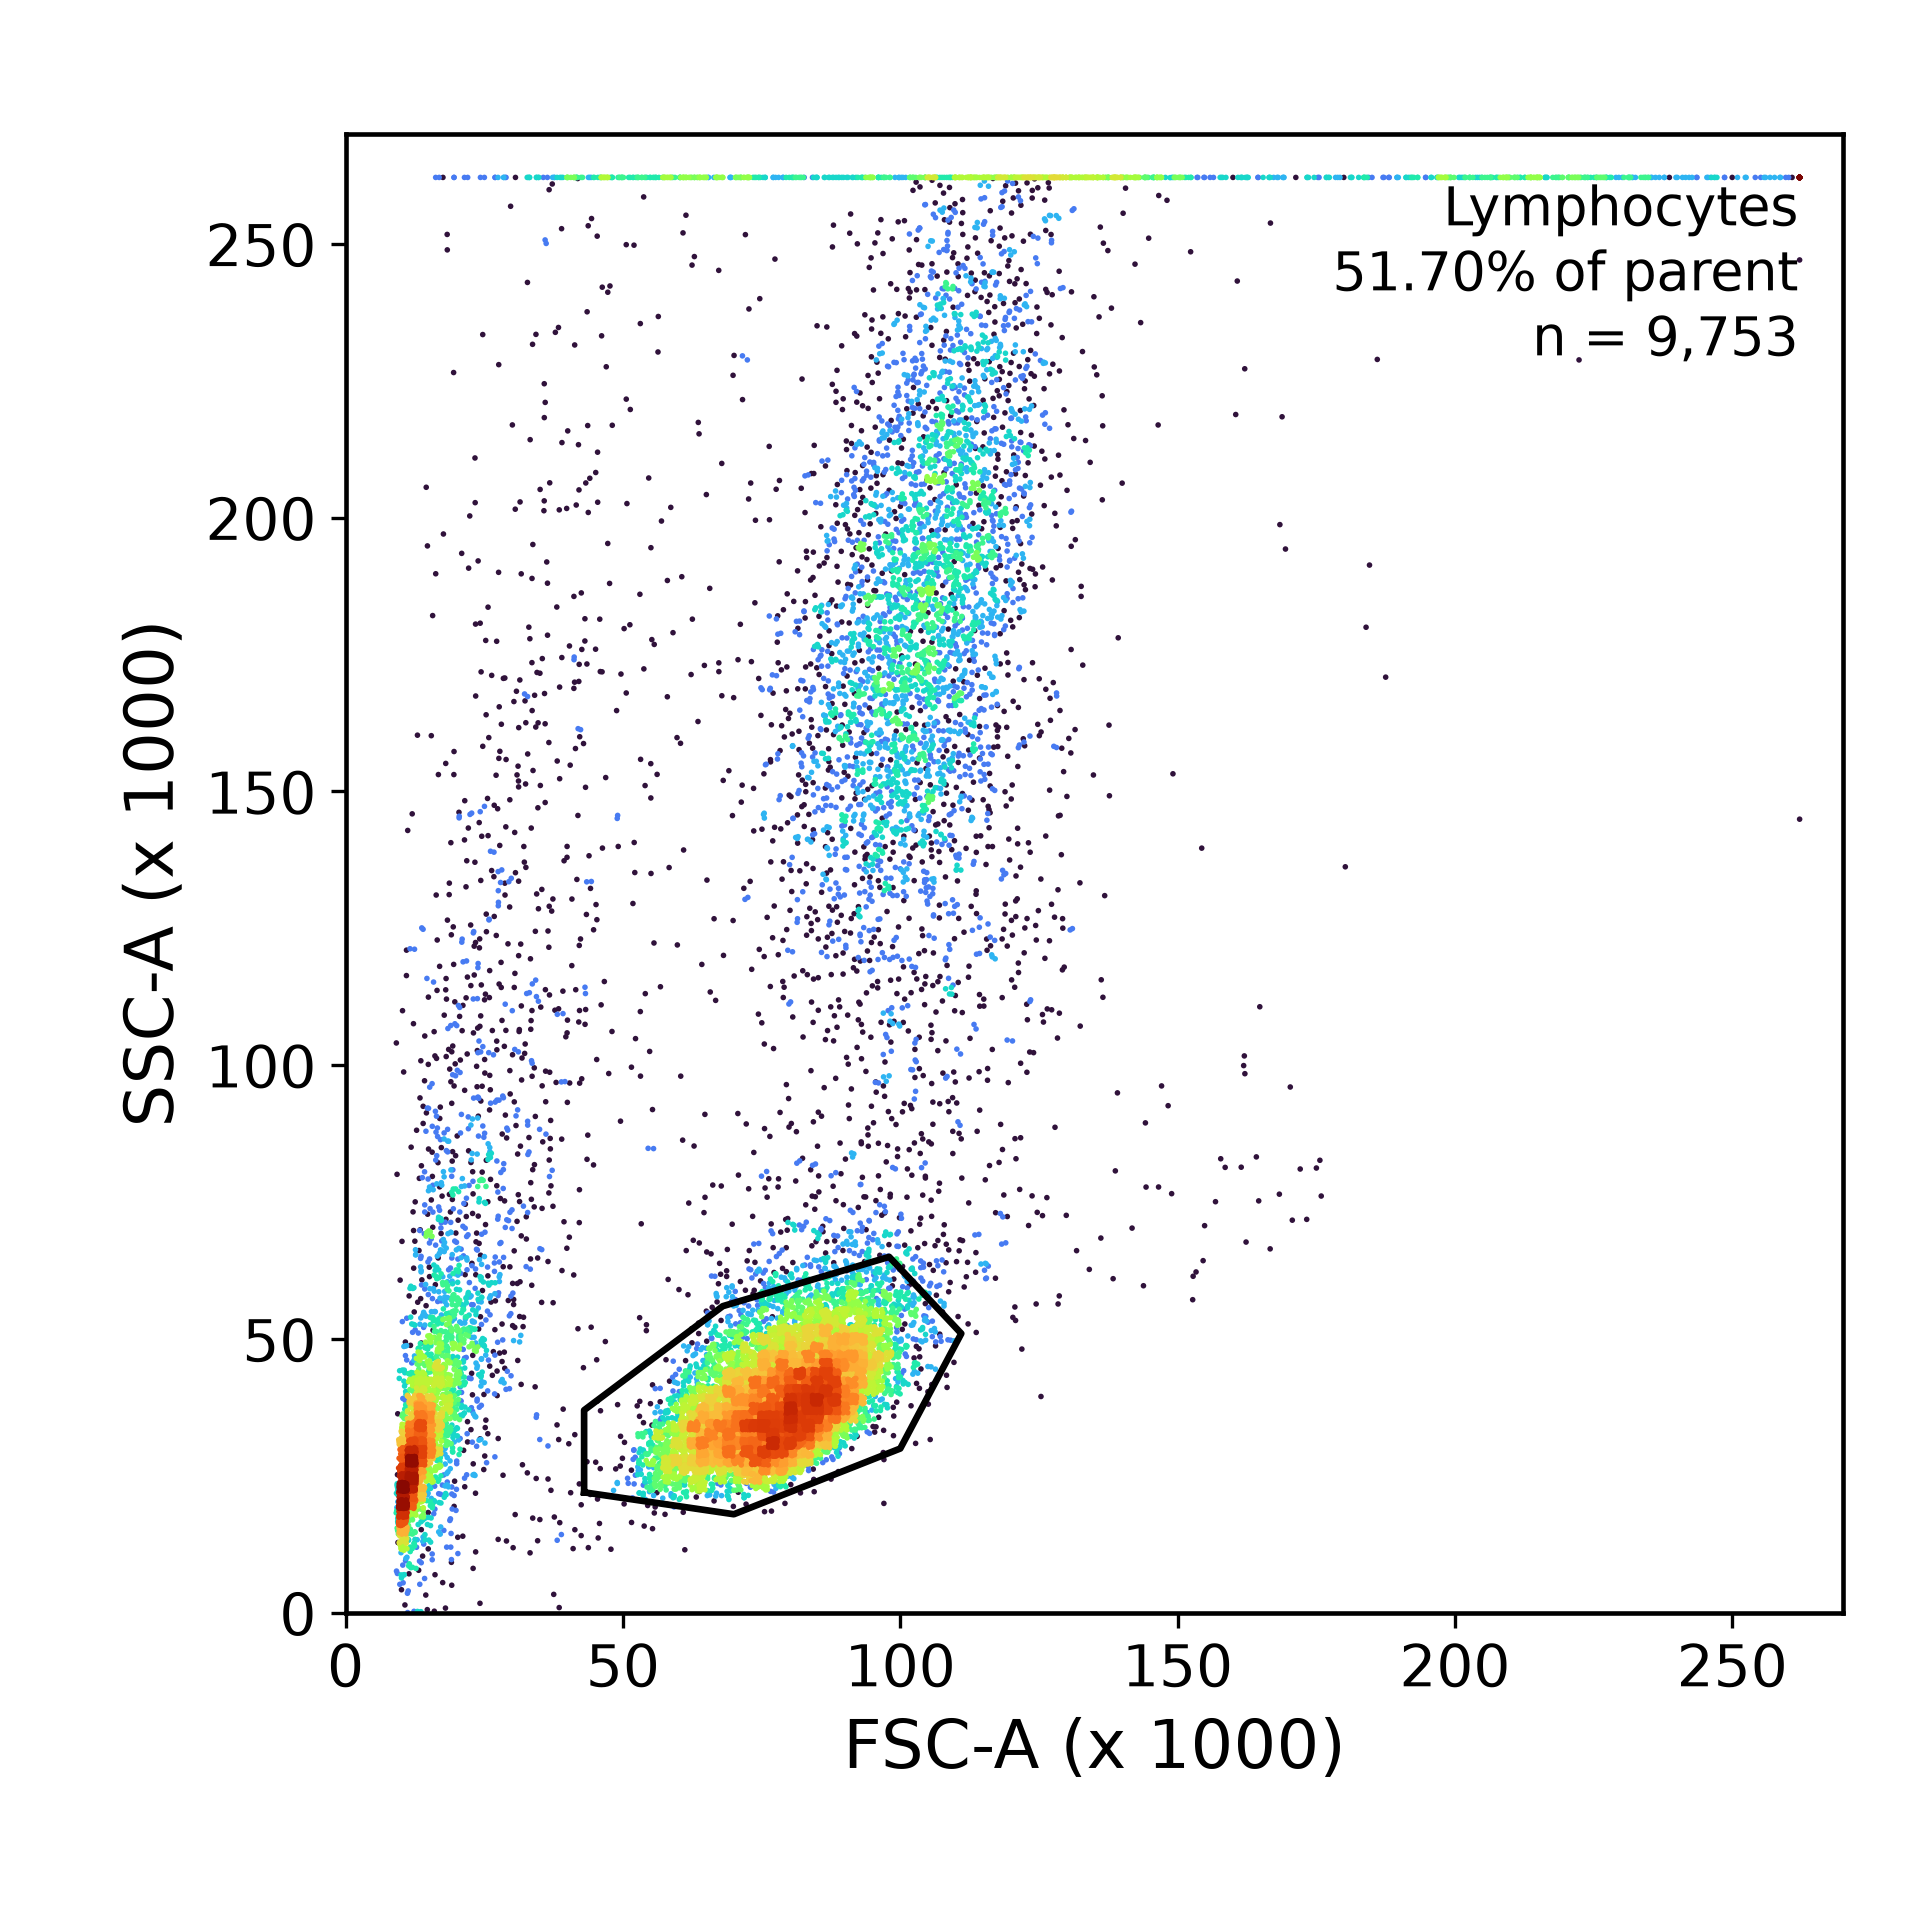 Lymphocytes
51.70% of parent
n = 9,753
SSC-A (x 1000)
250
200
150
100
50
0
0 50 100 150 200 250
FSC-A (x 1000)